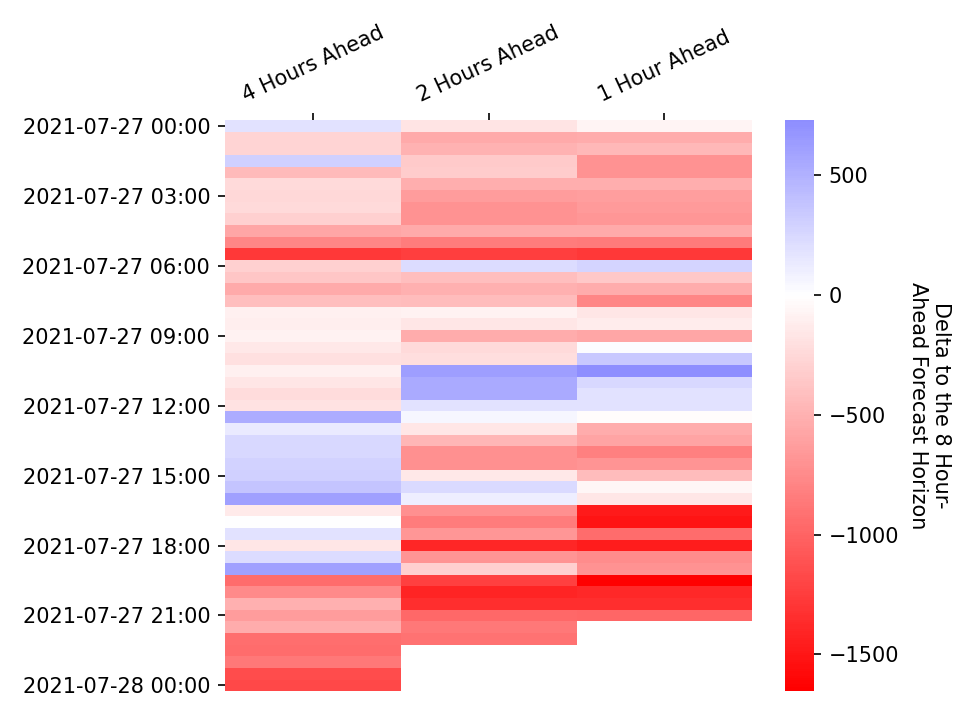 4 Hours Ahead
2 Hours Ahead
1 Hour Ahead
2021-07-27 00:00
2021-07-27 03:00
2021-07-27 06:00
2021-07-27 09:00
2021-07-27 12:00
2021-07-27 15:00
2021-07-27 18:00
2021-07-27 21:00
2021-07-28 00:00
500
0
−500
−1000
−1500
Delta to the 8 Hour-
Ahead Forecast Horizon